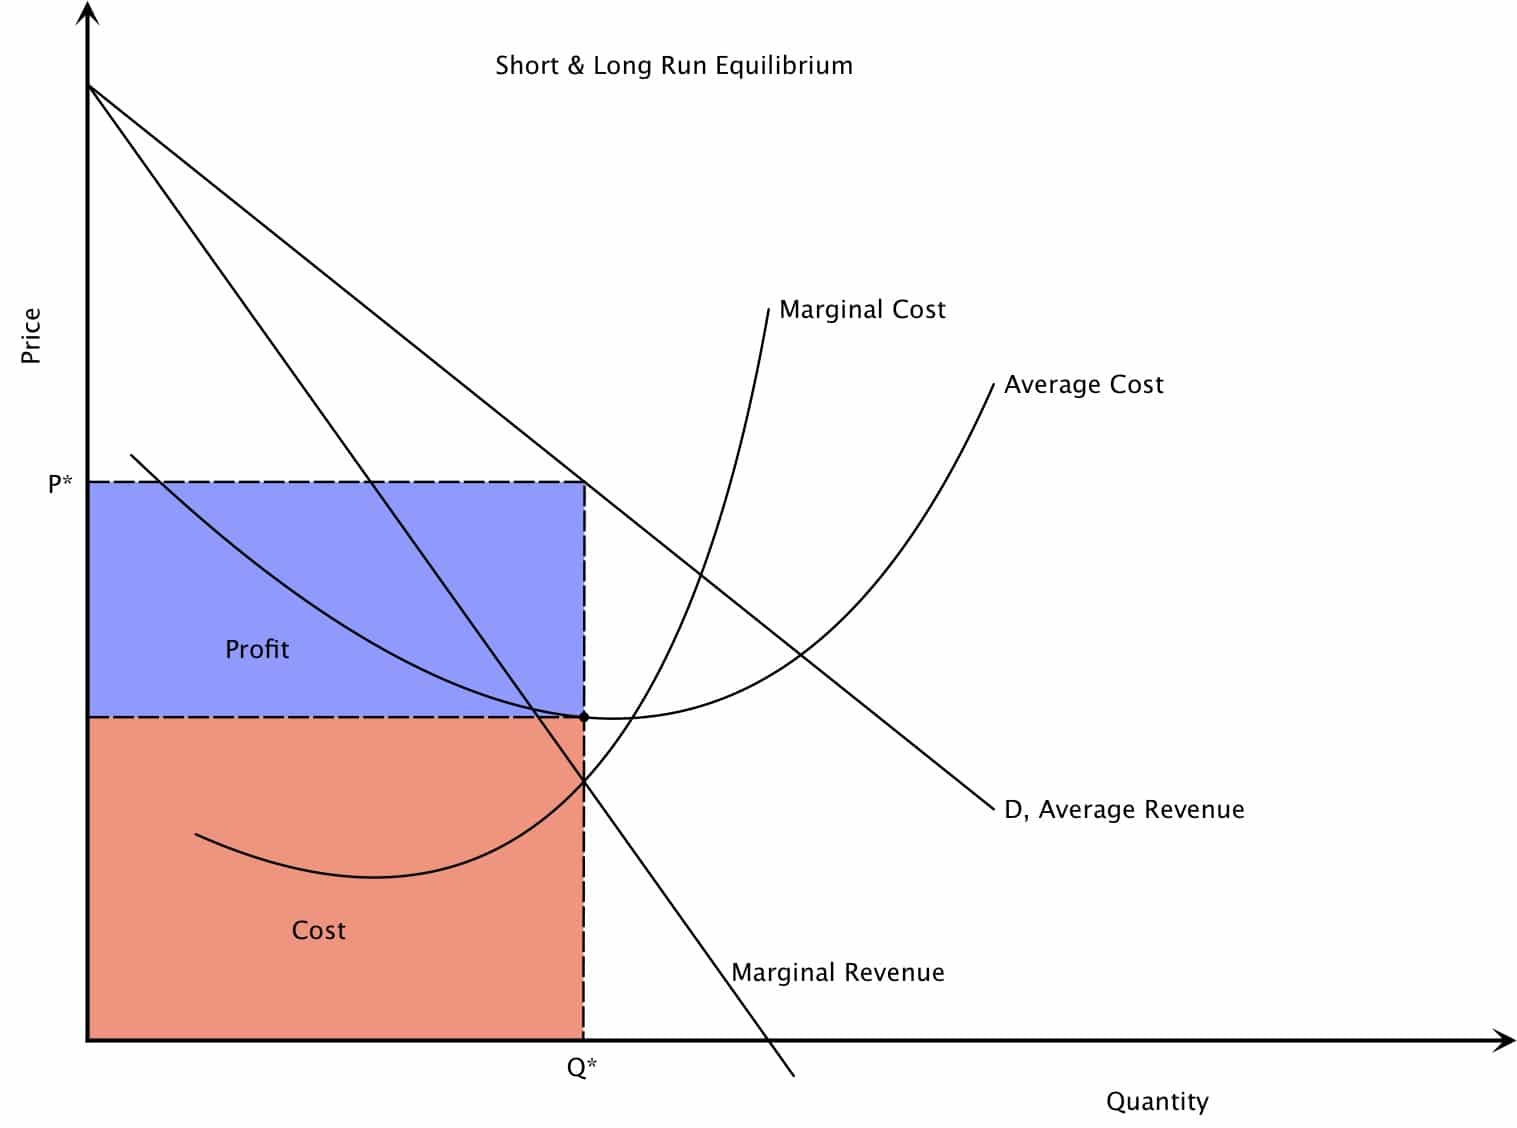 Short & Long Run Equilibrium
Price
Marginal Cost
Average Cost
P*
Profit
D, Average Revenue
Cost
Marginal Revenue
Q*
Quantity